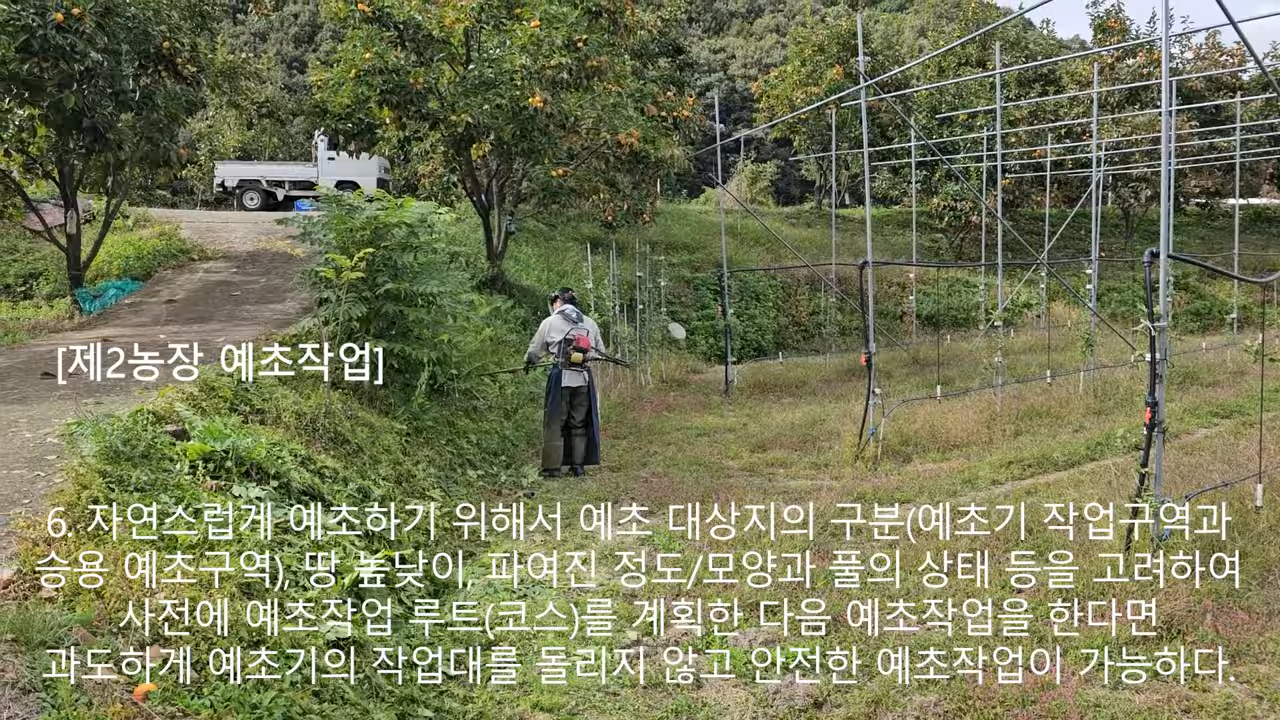 [제2농장 예초작업]
6. 자연스럽게 예초하기 위해서 예초 대상지의 구분(예초기 작업구역과
승용 예초구역), 땅 높낮이, 파여진 정도/모양과 풀의 상태 등을 고려하여
사전에 예초작업 루트(코스)를 계획한 다음 예초작업을 한다면
과도하게 예초기의 작업대를 돌리지 않고 안전한 예초작업이 가능하다.